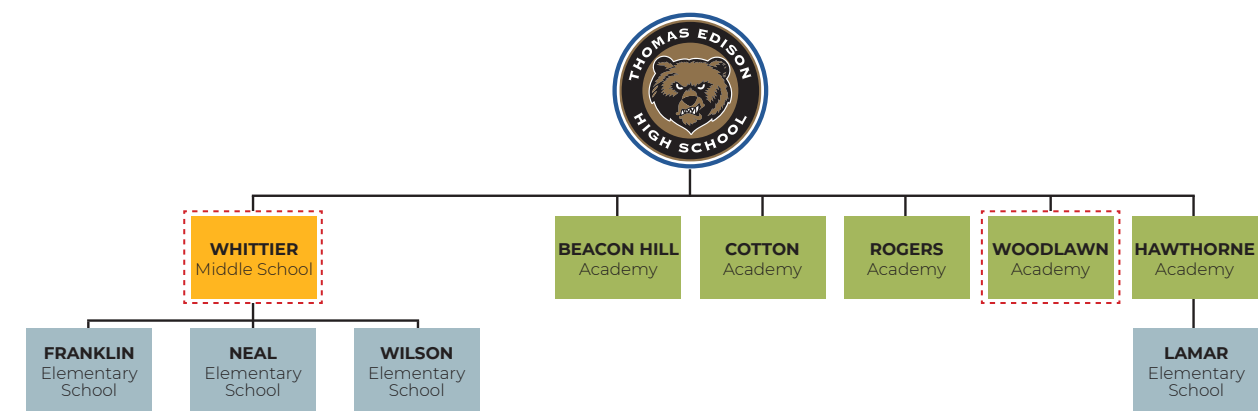 THOMAS EDISON
HIGH SCHOOL
WHITTIER
Middle School
BEACON HILL
Academy
COTTON
Academy
ROGERS
Academy
WOODLAWN
Academy
HAWTHORNE
Academy
FRANKLIN
Elementary
School
NEAL
Elementary
School
WILSON
Elementary
School
LAMAR
Elementary
School